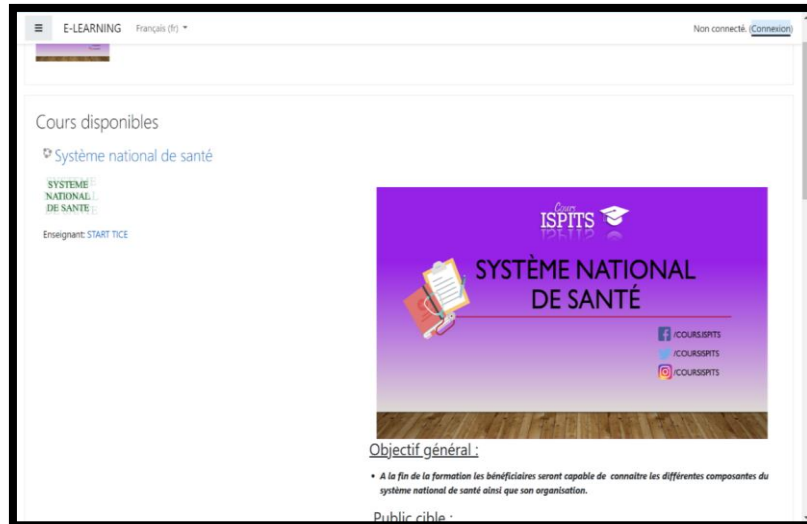 E-LEARNING Français (fr)
Non connecté. (Connexion)
Cours disponibles
Système national de santé
SYSTEME
NATIONAL
DE SANTE
Enseignant: START TICE
Cours
ISPITS
SYSTÈME NATIONAL
DE SANTÉ
/COURS.ISPITS
/COURSISPITS
/COURSISPITS
Objectif général :
• A la fin de la formation les bénéficiaires seront capable de connaitre les différentes composantes du
système national de santé ainsi que son organisation.
Public cible :